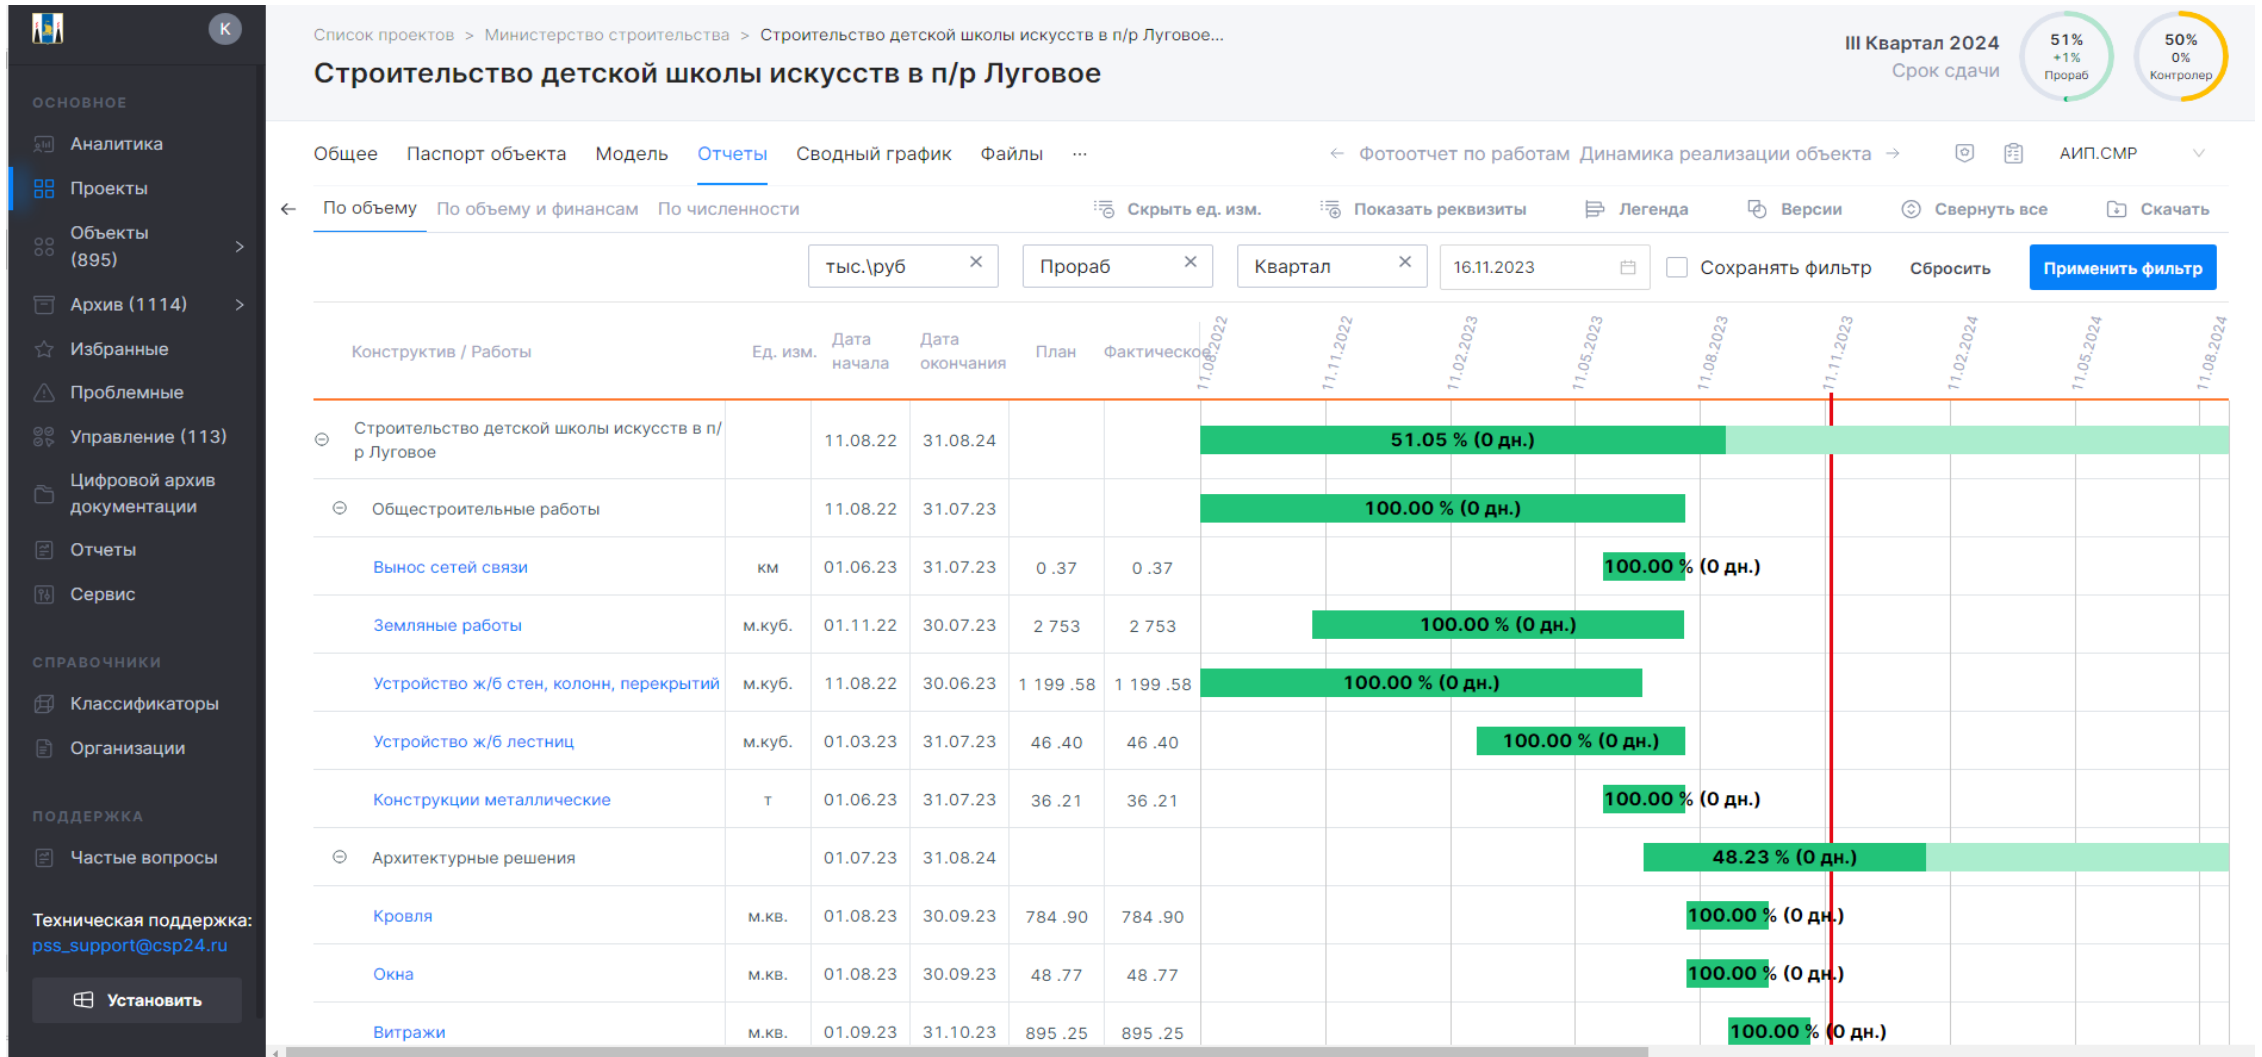 K
ОСНОВНОЕ
Аналитика
Проекты
Объекты
(895)
Архив (1114)
Избранные
Проблемные
Управление (113)
Цифровой архив
документации
Отчеты
Сервис
СПРАВОЧНИКИ
Классификаторы
Организации
ПОДДЕРЖКА
Частые вопросы
Техническая поддержка:
pss_support@csp24.ru
Установить
Список проектов > Министерство строительства > Строительство детской школы искусств в п/р Луговое...
Строительство детской школы искусств в п/р Луговое
III Квартал 2024
Срок сдачи
51%
+1%
Прораб
50%
0%
Контролер
Общее Паспорт объекта Модель Отчеты Сводный график Файлы ...
← Фотоотчет по работам Динамика реализации объекта →
АИП.СМР
← По объему По объему и финансам По численности
Скрыть ед. изм. Показать реквизиты Легенда Версии Свернуть все Скачать
тыс.\руб Прораб Квартал 16.11.2023 Сохранять фильтр Сбросить Применить фильтр
Конструктив / Работы Ед. изм. Дата начала Дата окончания План Фактическое
11.08.2022 11.11.2022 11.02.2023 11.05.2023 11.08.2023 11.11.2023 11.02.2024 11.05.2024 11.08.2024
Строительство детской школы искусств в п/
р Луговое 11.08.22 31.08.24 51.05 % (0 дн.)
Общестроительные работы 11.08.22 31.07.23 100.00 % (0 дн.)
Вынос сетей связи км 01.06.23 31.07.23 0 .37 0 .37 100.00 % (0 дн.)
Земляные работы м.куб. 01.11.22 30.07.23 2 753 2 753 100.00 % (0 дн.)
Устройство ж/б стен, колонн, перекрытий м.куб. 11.08.22 30.06.23 1 199 .58 1 199 .58 100.00 % (0 дн.)
Устройство ж/б лестниц м.куб. 01.03.23 31.07.23 46 .40 46 .40 100.00 % (0 дн.)
Конструкции металлические т 01.06.23 31.07.23 36 .21 36 .21 100.00 % (0 дн.)
Архитектурные решения 01.07.23 31.08.24 48.23 % (0 дн.)
Кровля м.кв. 01.08.23 30.09.23 784 .90 784 .90 100.00 % (0 дн.)
Окна м.кв. 01.08.23 30.09.23 48 .77 48 .77 100.00 % (0 дн.)
Витражи м.кв. 01.09.23 31.10.23 895 .25 895 .25 100.00 % (0 дн.)